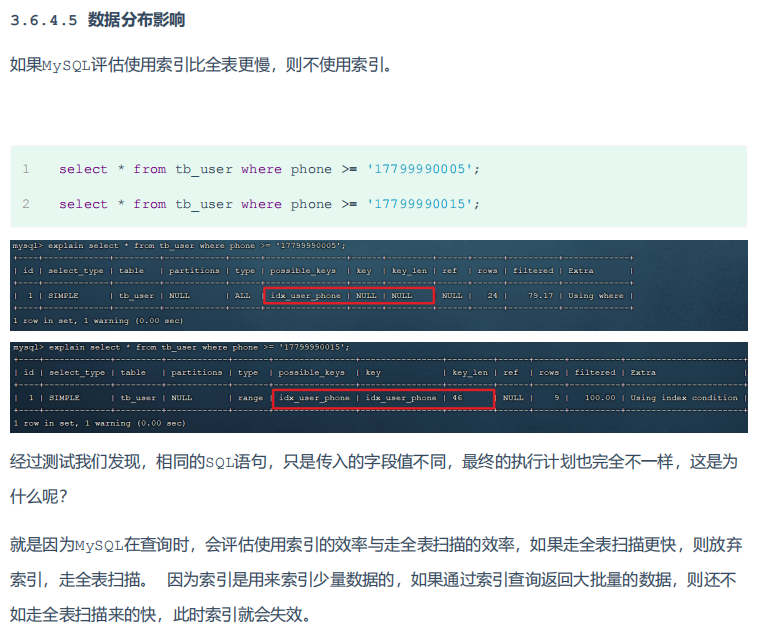 3.6.4.5 数据分布影响
如果MySQL评估使用索引比全表更慢，则不使用索引。
1 select * from tb_user where phone >= '17799990005';
2 select * from tb_user where phone >= '17799990015';
mysql> explain select * from tb_user where phone >= '17799990005';
+----+-------------+---------+------------+------+----------------+------+---------+------+------+----------+-------------+
| id | select_type | table | partitions | type | possible_keys | key | key_len | ref | rows | filtered | Extra |
+----+-------------+---------+------------+------+----------------+------+---------+------+------+----------+-------------+
| 1 | SIMPLE | tb_user | NULL | ALL | idx_user_phone | NULL | NULL | NULL | 24 | 79.17 | Using where |
+----+-------------+---------+------------+------+----------------+------+---------+------+------+----------+-------------+
1 row in set, 1 warning (0.00 sec)
mysql> explain select * from tb_user where phone >= '17799990015';
+----+-------------+---------+------------+-------+----------------+----------------+---------+------+------+----------+-----------------------+
| id | select_type | table | partitions | type | possible_keys | key | key_len | ref | rows | filtered | Extra |
+----+-------------+---------+------------+-------+----------------+----------------+---------+------+------+----------+-----------------------+
| 1 | SIMPLE | tb_user | NULL | range | idx_user_phone | idx_user_phone | 46 | NULL | 9 | 100.00 | Using index condition |
+----+-------------+---------+------------+-------+----------------+----------------+---------+------+------+----------+-----------------------+
1 row in set, 1 warning (0.00 sec)
经过测试我们发现，相同的SQL语句，只是传入的字段值不同，最终的执行计划也完全不一样，这是为
什么呢？
就是因为MySQL在查询时，会评估使用索引的效率与走全表扫描的效率，如果走全表扫描更快，则放弃
索引，走全表扫描。 因为索引是用来索引少量数据的，如果通过索引查询返回大批量的数据，则还不
如走全表扫描来的快，此时索引就会失效。